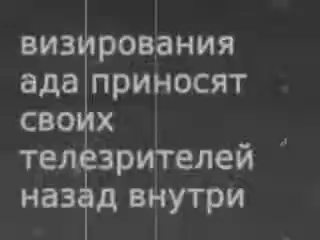 визирования
ада приносят
своих
телезрителей
назад внутри